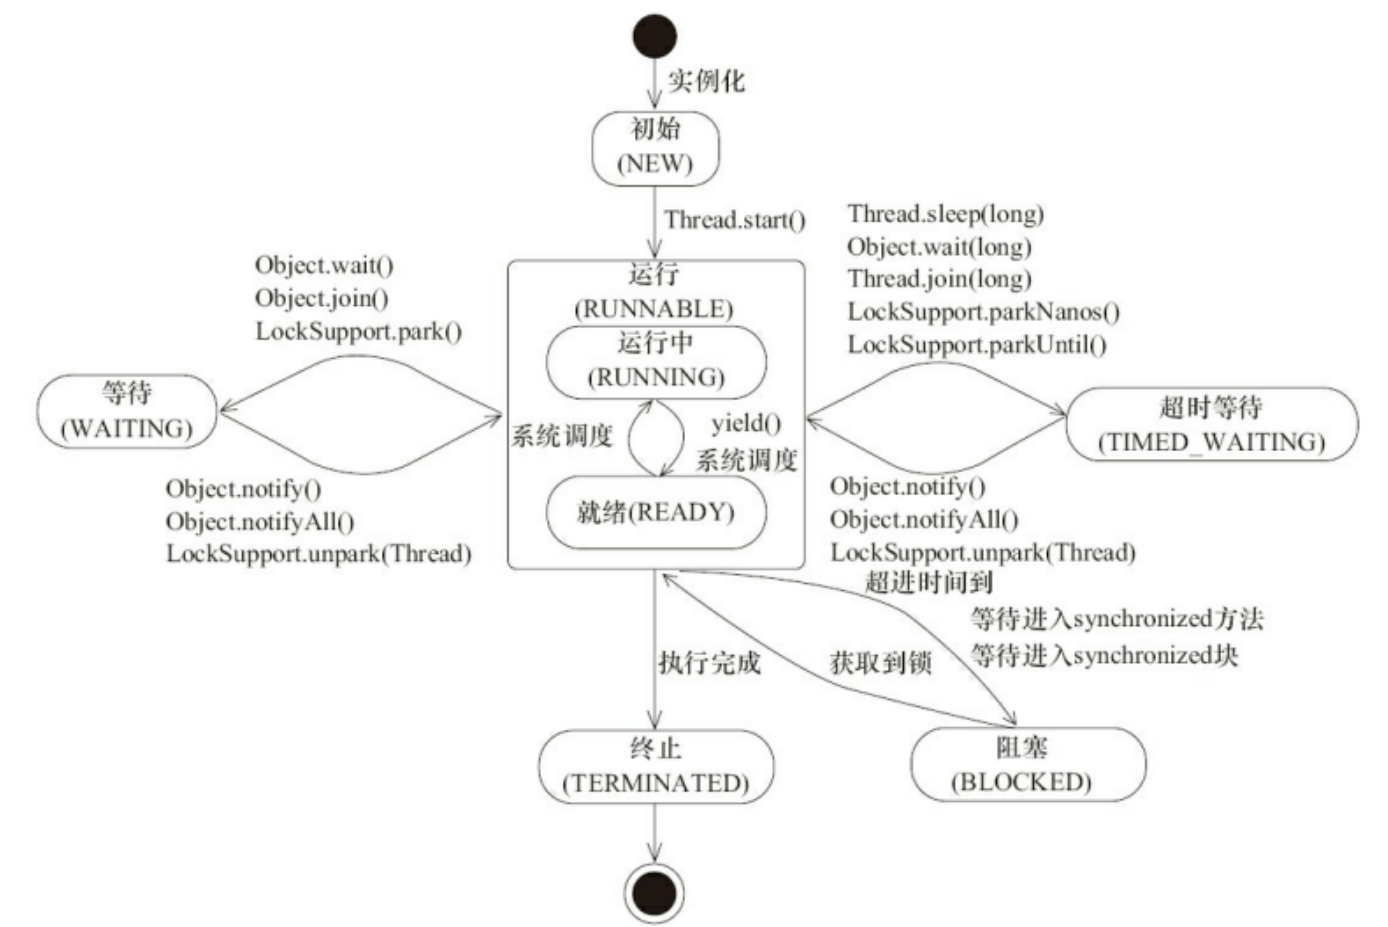 实例化
初始
(NEW)
Thread.start()
Object.wait()
Object.join()
LockSupport.park()
Thread.sleep(long)
Object.wait(long)
Thread.join(long)
LockSupport.parkNanos()
LockSupport.parkUntil()
运行
(RUNNABLE)
运行中
(RUNNING)
等待
(WAITING)
超时等待
(TIMED_WAITING)
系统调度
yield()
系统调度
就绪(READY)
Object.notify()
Object.notifyAll()
LockSupport.unpark(Thread)
Object.notify()
Object.notifyAll()
LockSupport.unpark(Thread)
超进时间到
等待进入synchronized方法
等待进入synchronized块
执行完成
获取到锁
终止
(TERMINATED)
阻塞
(BLOCKED)